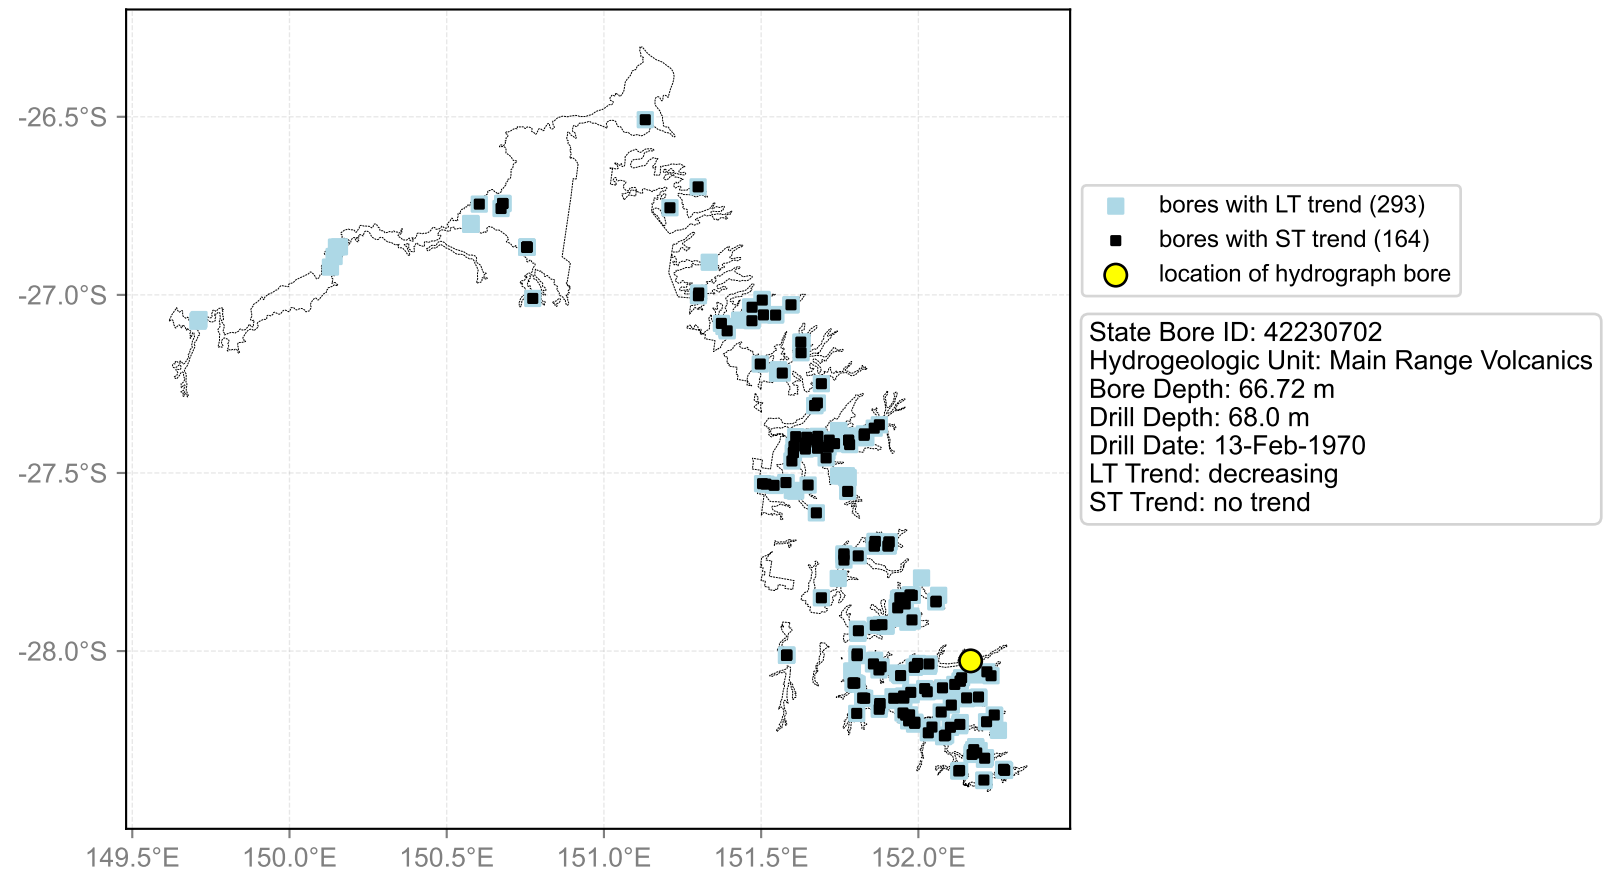 -26.5°S
-27.0°S
-27.5°S
-28.0°S
149.5°E
150.0°E
150.5°E
151.0°E
151.5°E
152.0°E
bores with LT trend (293)
bores with ST trend (164)
location of hydrograph bore
State Bore ID: 42230702
Hydrogeologic Unit: Main Range Volcanics
Bore Depth: 66.72 m
Drill Depth: 68.0 m
Drill Date: 13-Feb-1970
LT Trend: decreasing
ST Trend: no trend